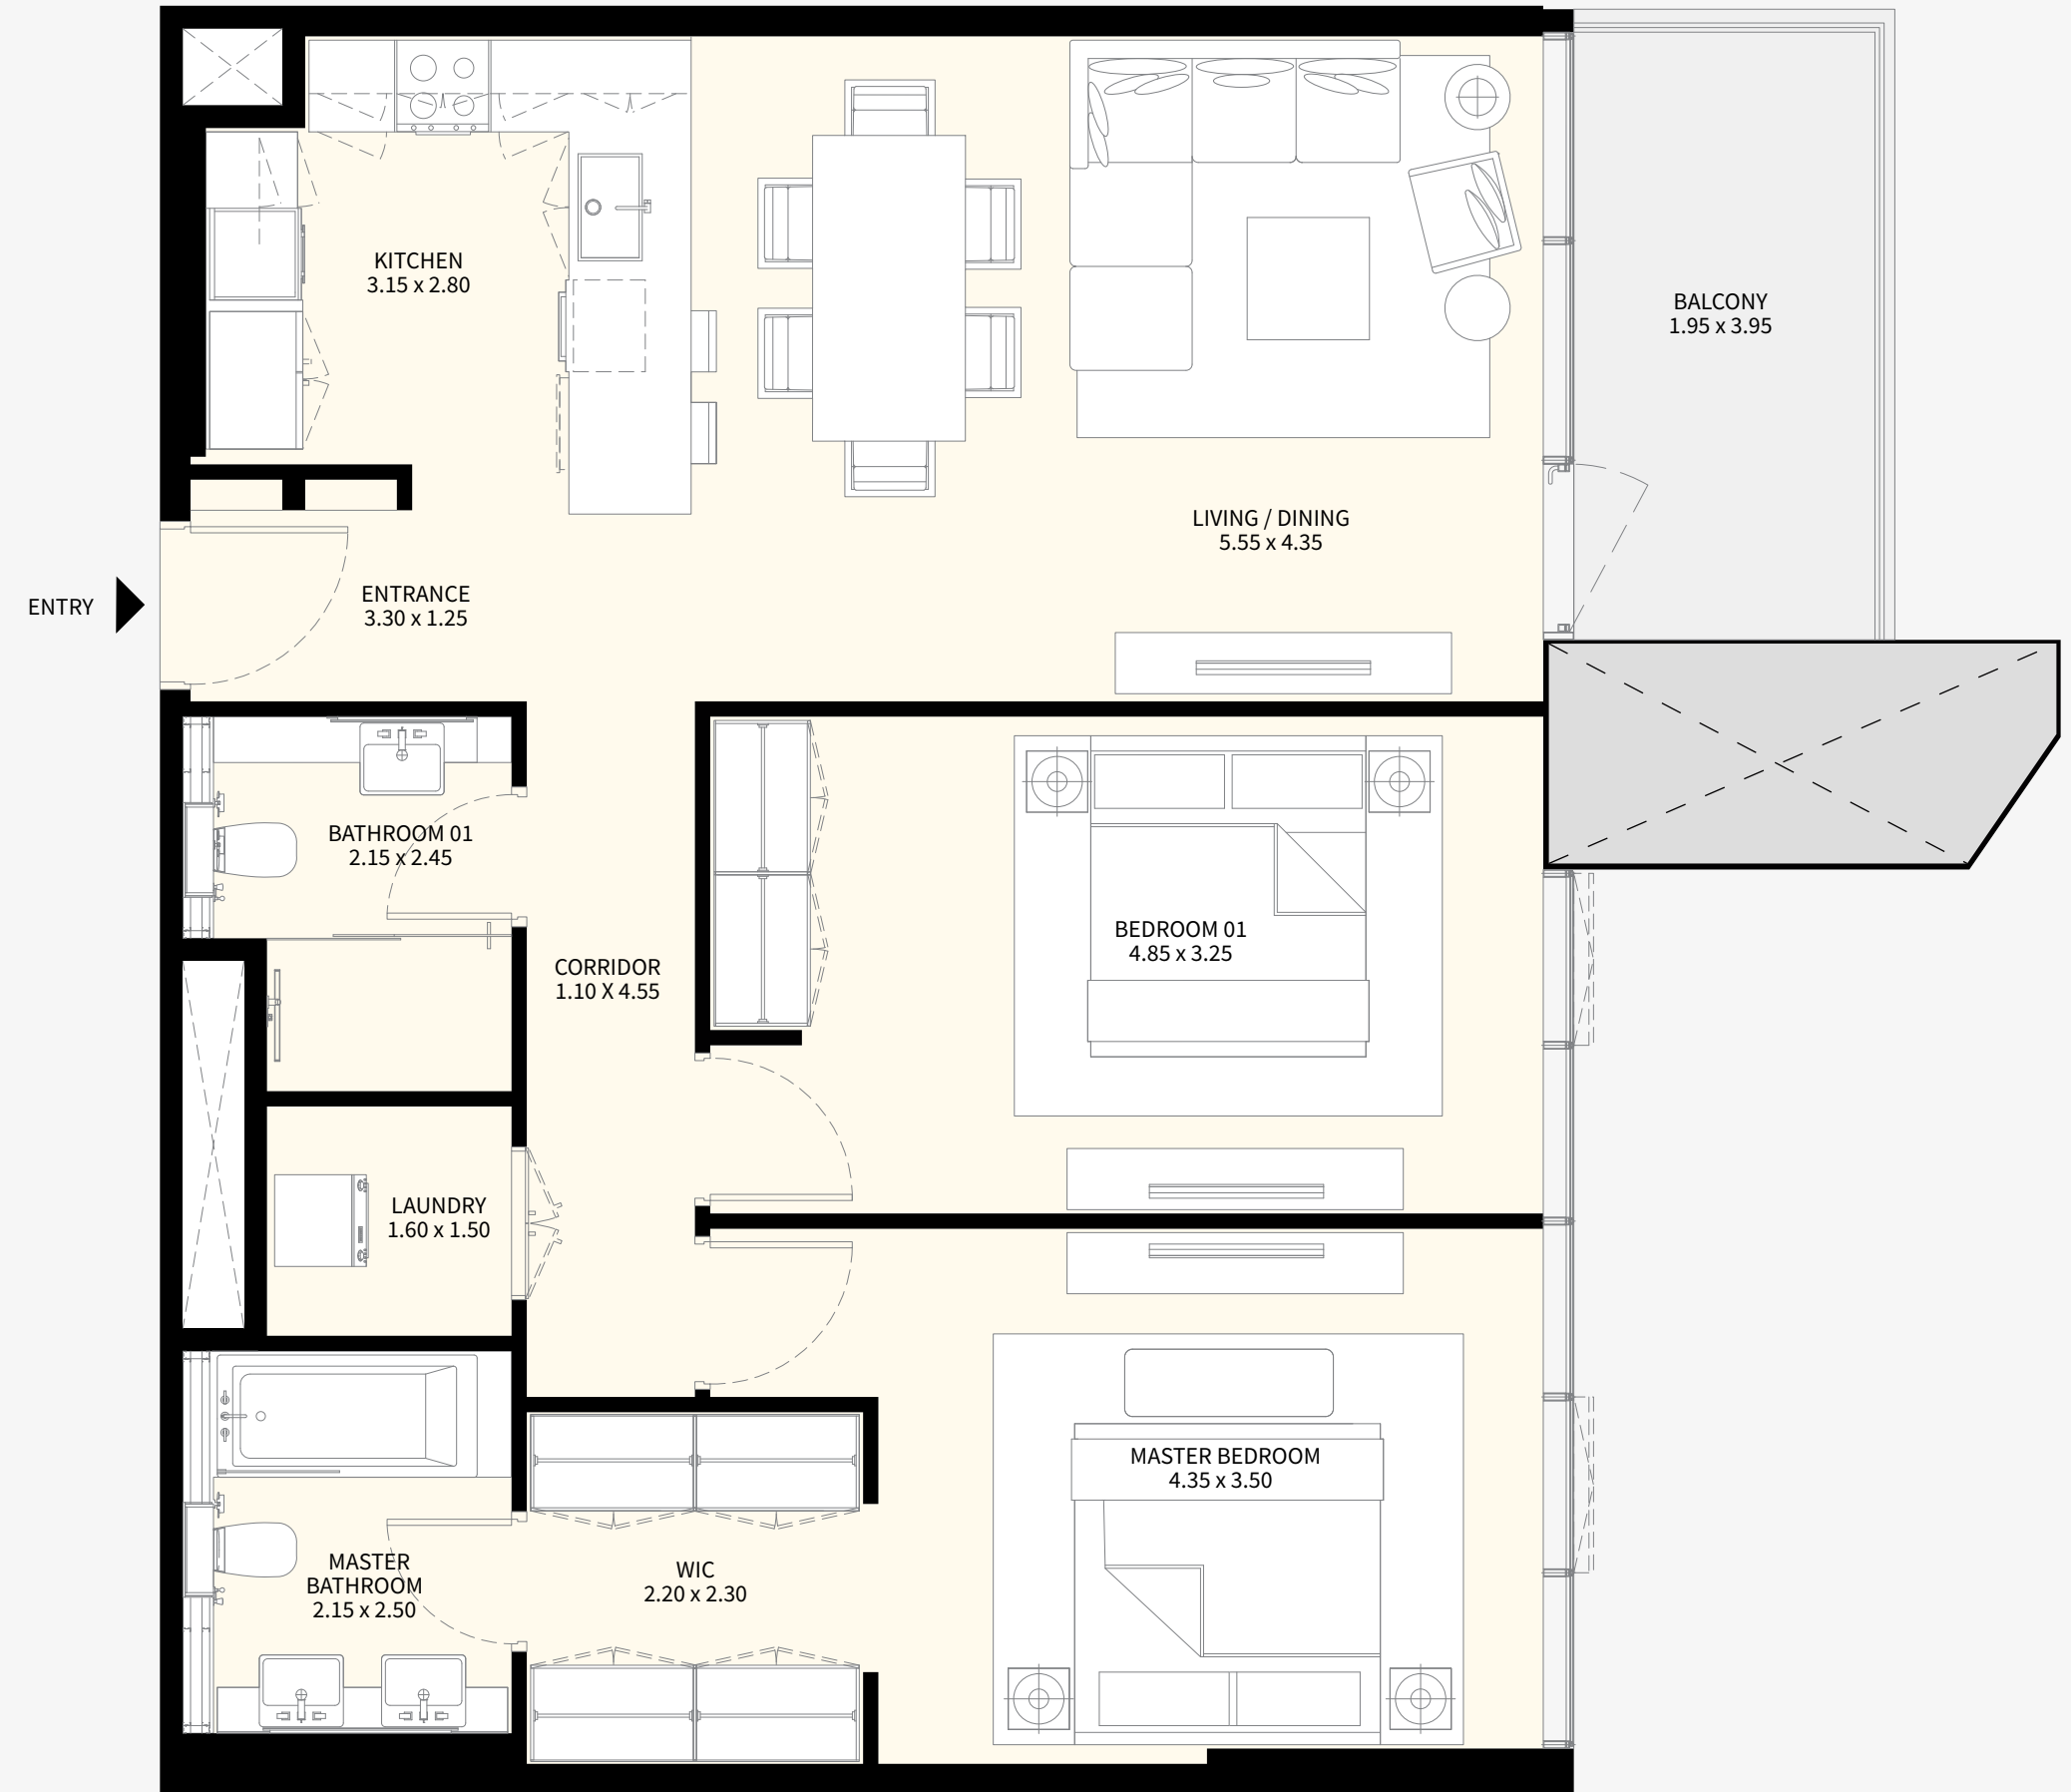 KITCHEN
3.15 x 2.80
BALCONY
1.95 x 3.95
LIVING / DINING
5.55 x 4.35
ENTRY
ENTRANCE
3.30 x 1.25
BATHROOM 01
2.15 x 2.45
BEDROOM 01
4.85 x 3.25
CORRIDOR
1.10 X 4.55
LAUNDRY
1.60 x 1.50
MASTER BEDROOM
4.35 x 3.50
MASTER
BATHROOM
2.15 x 2.50
WIC
2.20 x 2.30